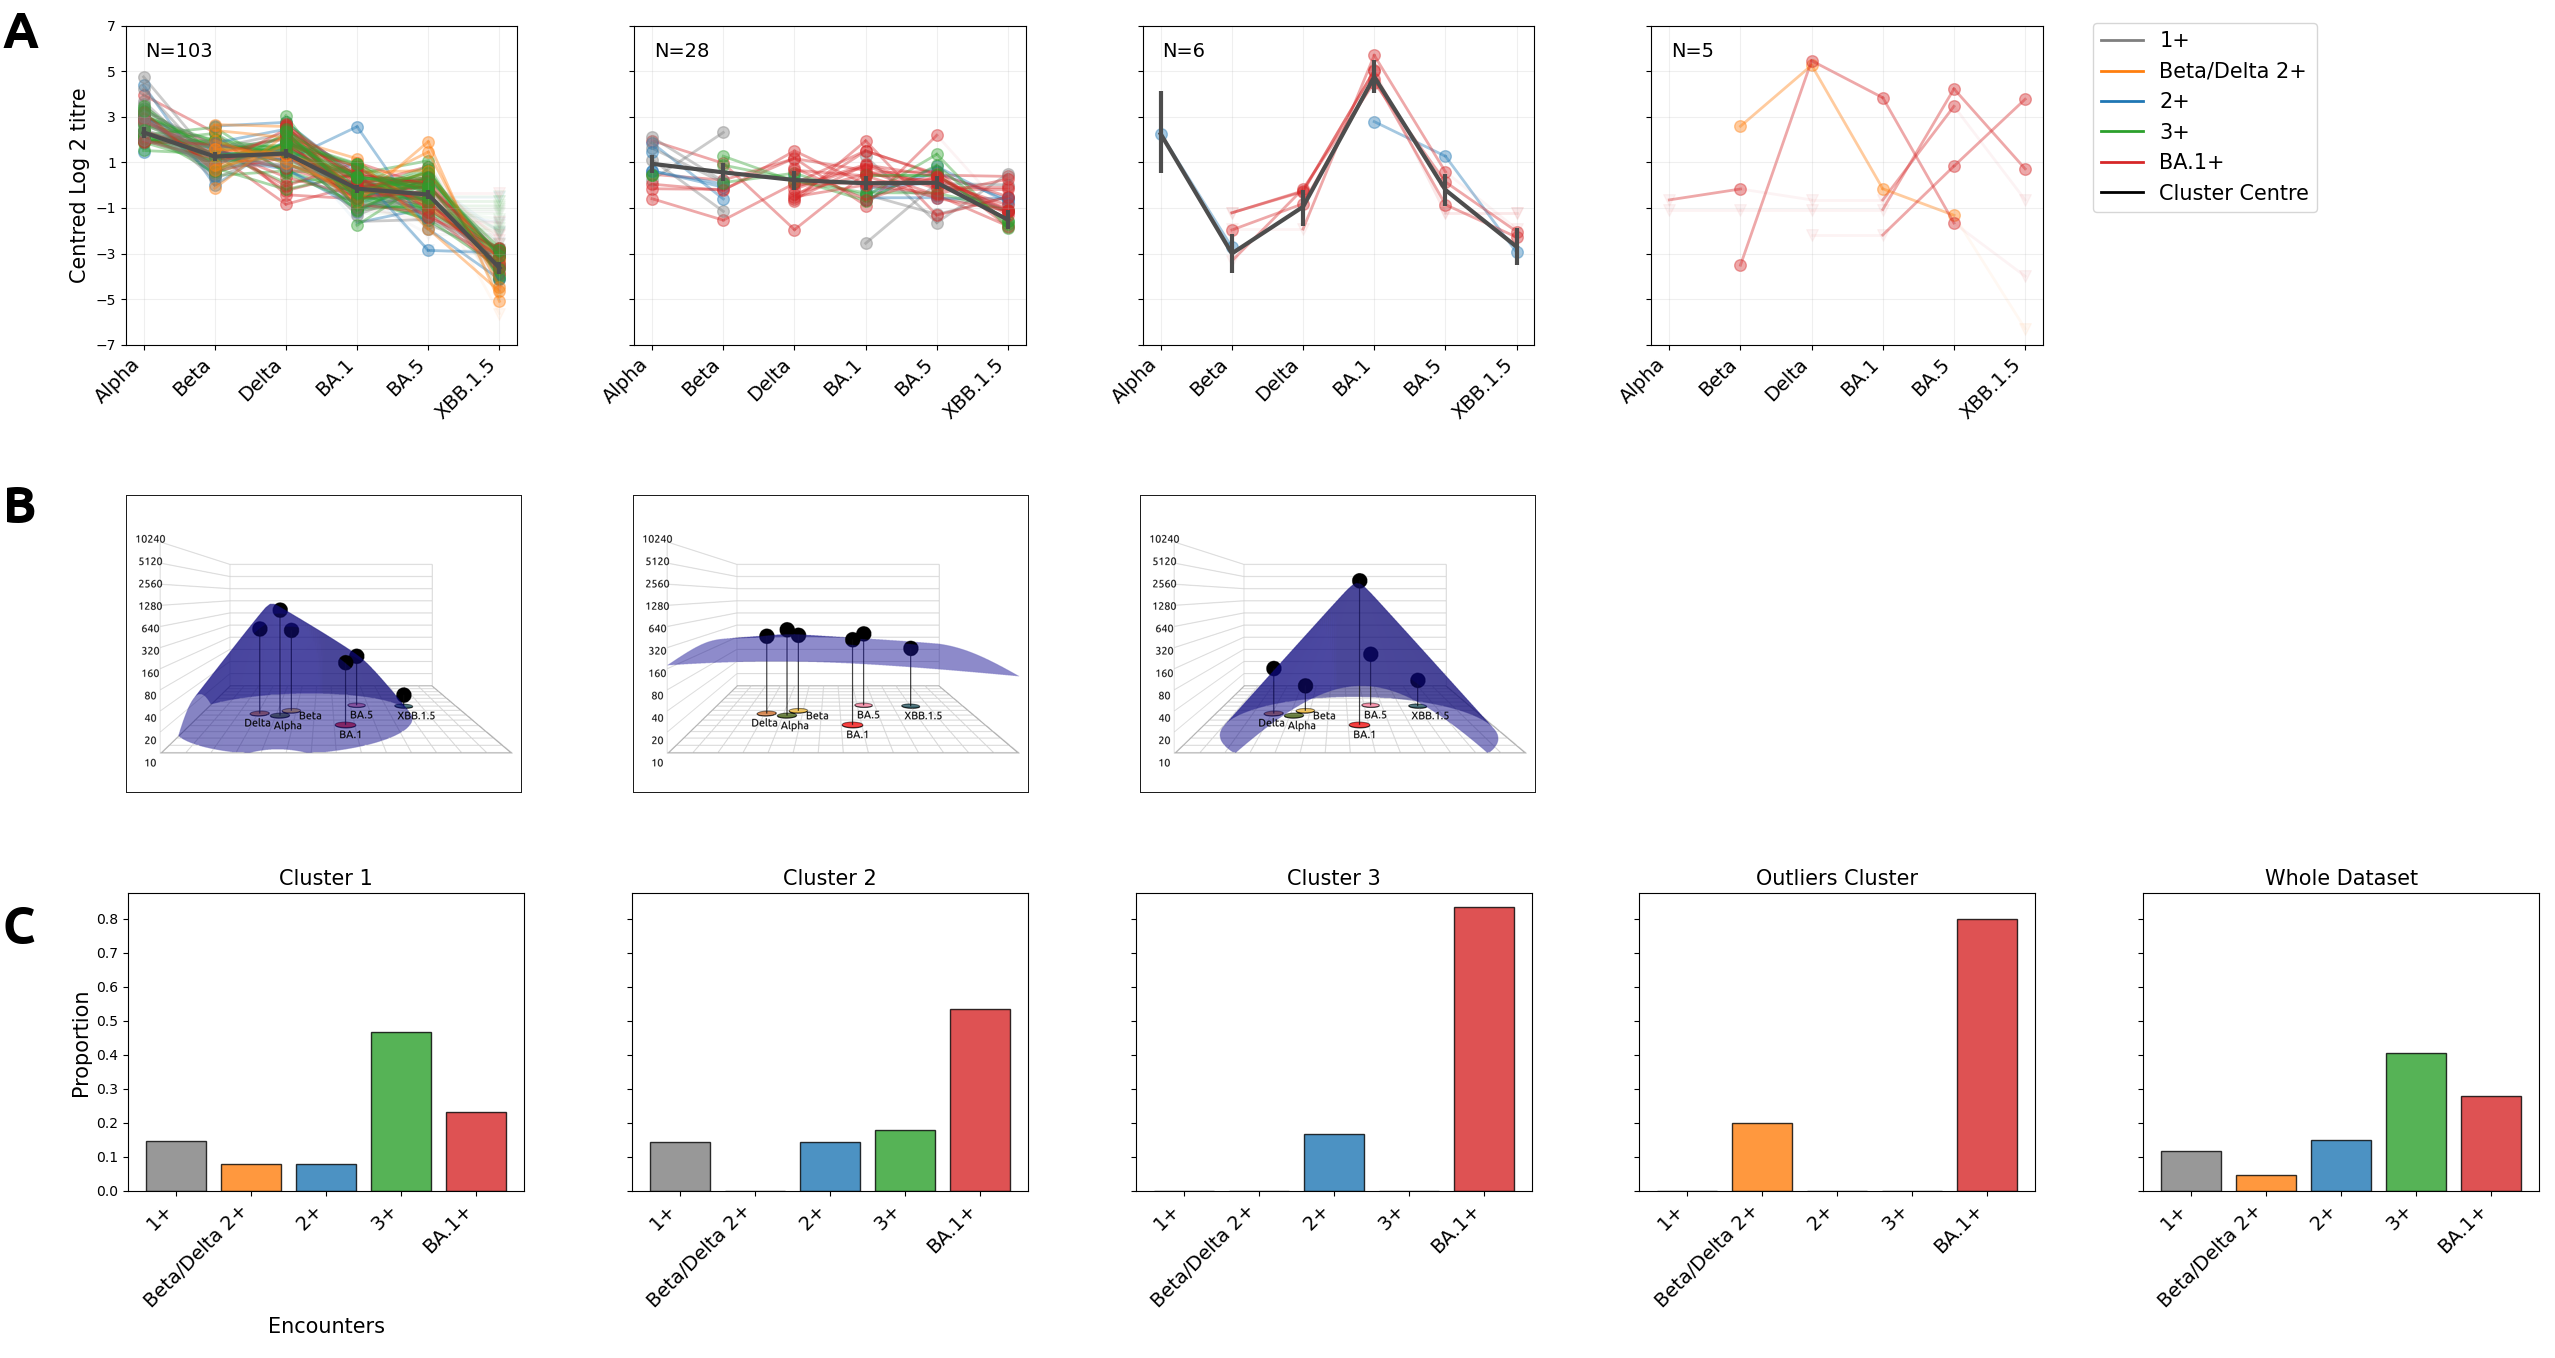 A
7
5
3
1
−1
−3
−5
−7
Centred Log 2 titre
N=103
N=28
N=6
N=5
Alpha
Beta
Delta
BA.1
BA.5
XBB.1.5
Alpha
Beta
Delta
BA.1
BA.5
XBB.1.5
Alpha
Beta
Delta
BA.1
BA.5
XBB.1.5
Alpha
Beta
Delta
BA.1
BA.5
XBB.1.5
1+
Beta/Delta 2+
2+
3+
BA.1+
Cluster Centre
B
10240
5120
2560
1280
640
320
160
80
40
20
10
Delta
Alpha
Beta
BA.1
BA.5
XBB.1.5
10240
5120
2560
1280
640
320
160
80
40
20
10
Delta
Alpha
Beta
BA.1
BA.5
XBB.1.5
10240
5120
2560
1280
640
320
160
80
40
20
10
Delta
Alpha
Beta
BA.1
BA.5
XBB.1.5
C
Cluster 1
Cluster 2
Cluster 3
Outliers Cluster
Whole Dataset
0.8
0.7
0.6
0.5
0.4
0.3
0.2
0.1
0.0
Proportion
1+
Beta/Delta 2+
2+
3+
BA.1+
1+
Beta/Delta 2+
2+
3+
BA.1+
1+
Beta/Delta 2+
2+
3+
BA.1+
1+
Beta/Delta 2+
2+
3+
BA.1+
1+
Beta/Delta 2+
2+
3+
BA.1+
Encounters